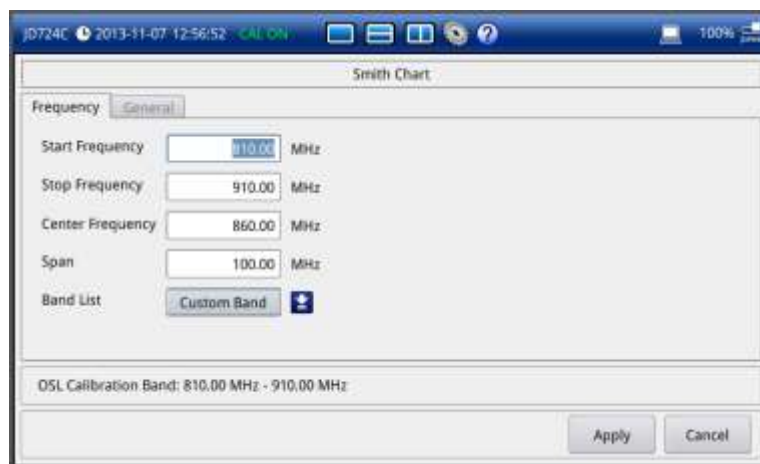 JD724C 2013-11-07 12:56:52 CAL ON ? 100%
Smith Chart
Frequency General
Start Frequency 810.00 MHz
Stop Frequency 910.00 MHz
Center Frequency 860.00 MHz
Span 100.00 MHz
Band List Custom Band
OSL Calibration Band: 810.00 MHz - 910.00 MHz
Apply Cancel